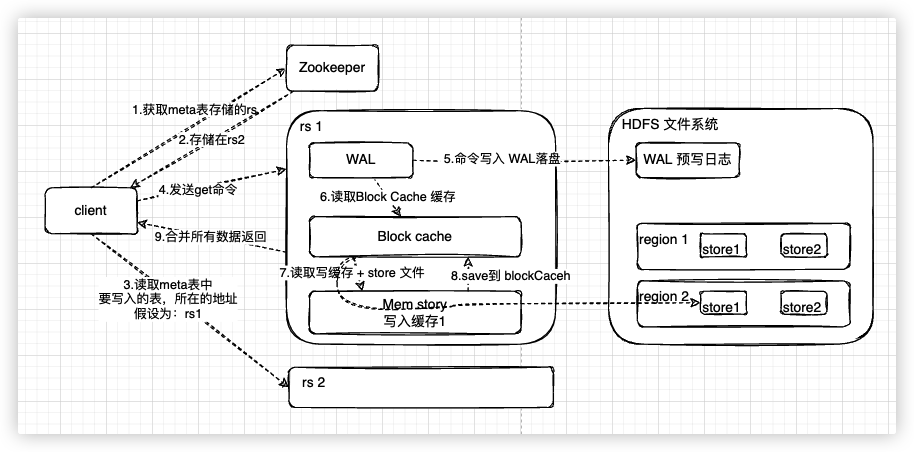 Zookeeper
1.获取meta表存储的rs
2.存储在rs2
rs 1
HDFS 文件系统
WAL
5.命令写入 WAL落盘
WAL 预写日志
4.发送get命令
6.读取Block Cache 缓存
client
Block cache
9.合并所有数据返回
region 1
store1
store2
7.读取写缓存 + store 文件
8.save到 blockCaceh
3.读取meta表中
要写入的表，所在的地址
假设为：rs1
Mem story
写入缓存1
region 2
store1
store2
rs 2